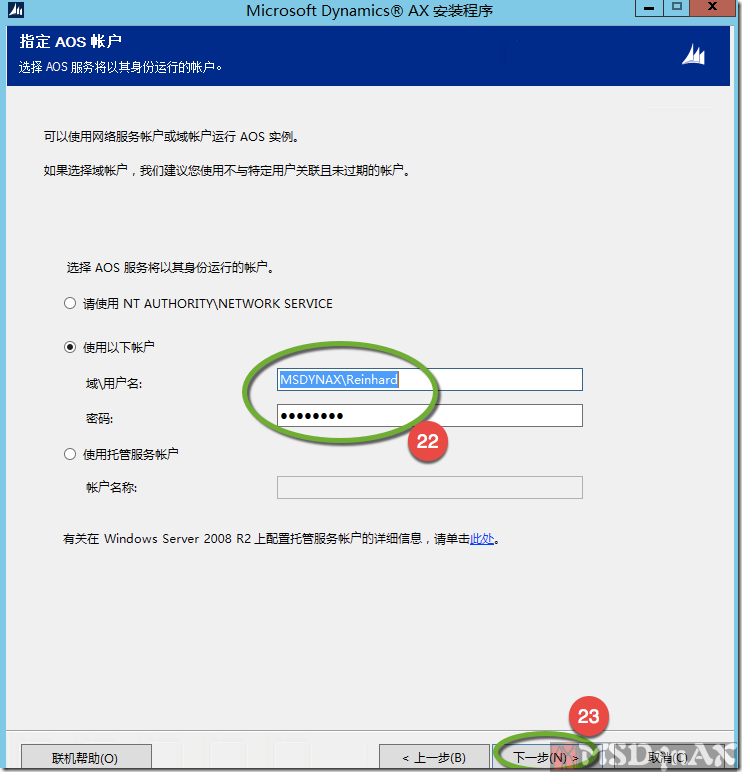 Microsoft Dynamics® AX 安装程序
指定 AOS 帐户
选择 AOS 服务将以其身份运行的帐户。
可以使用网络服务帐户或域帐户运行 AOS 实例。
如果选择域帐户，我们建议您使用不与特定用户关联且未过期的帐户。
选择 AOS 服务将以其身份运行的帐户。
请使用 NT AUTHORITY\NETWORK SERVICE
使用以下帐户
域\用户名: MSDYNAX\Reinhard
密码: ●●●●●●●●
22
使用托管服务帐户
帐户名称:
有关在 Windows Server 2008 R2 上配置托管服务帐户的详细信息，请单击此处。
23
联机帮助(O) < 上一步(B) 下一步(N) > 取消(C)
MSDynAX